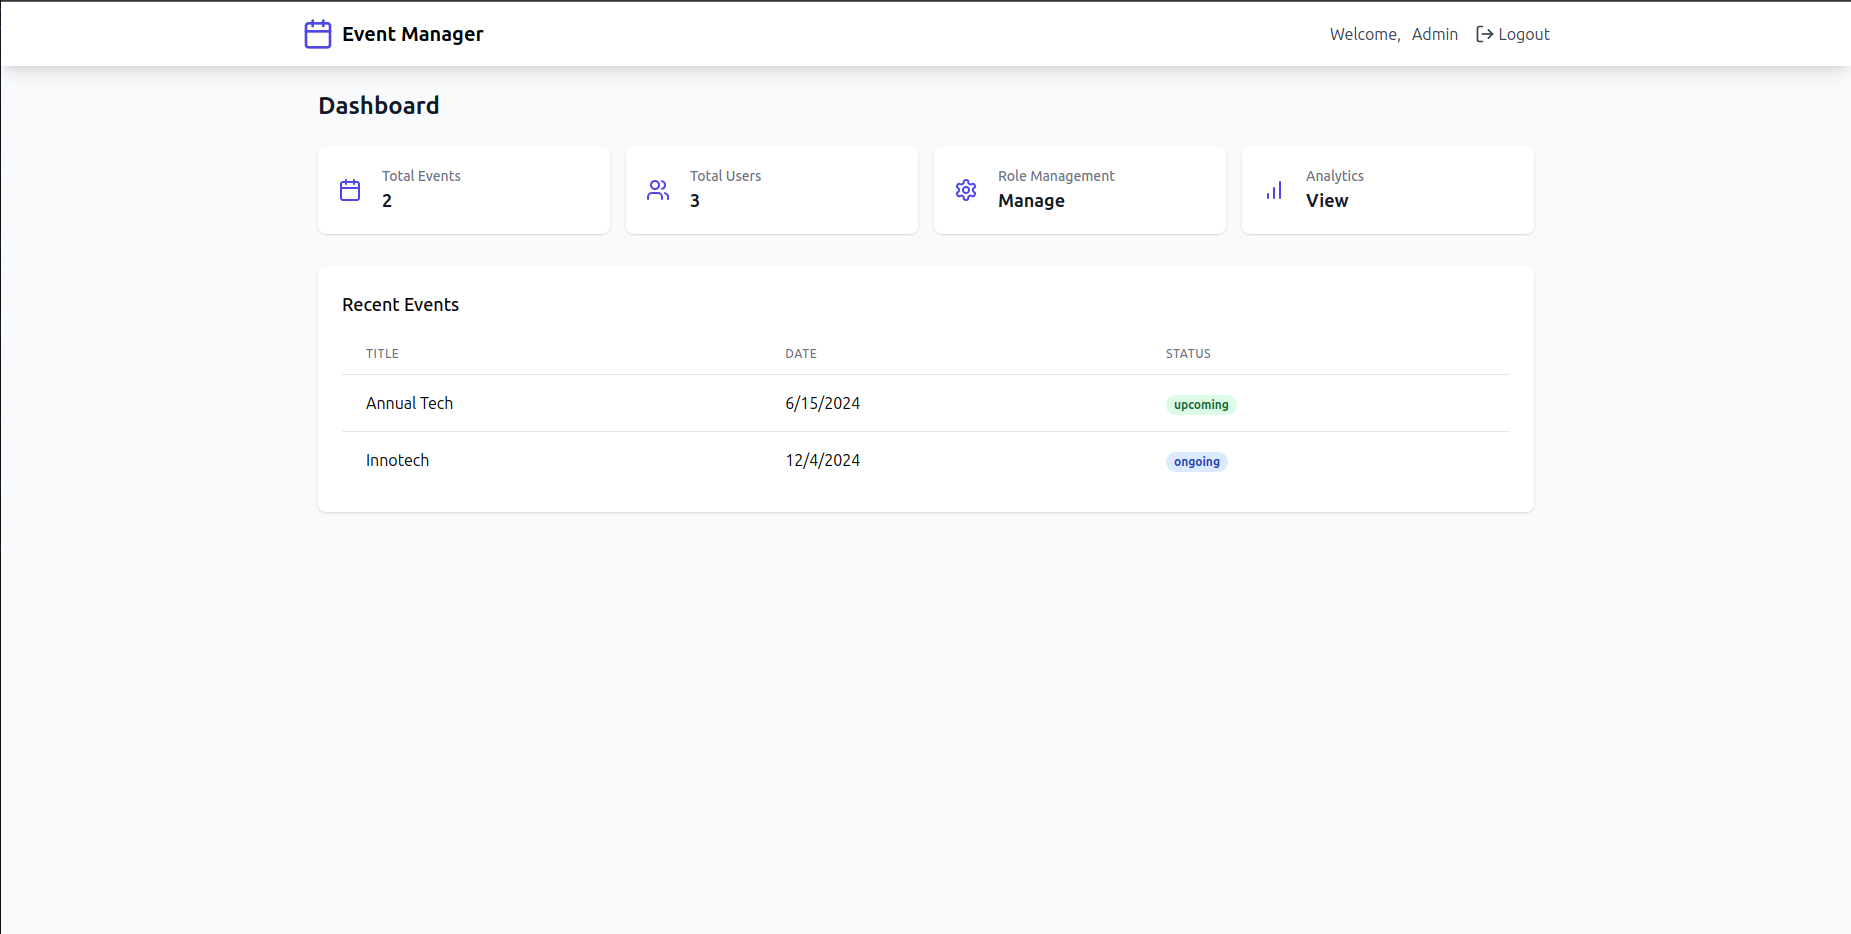 Event Manager
Welcome, Admin Logout
Dashboard
Total Events
2
Total Users
3
Role Management
Manage
Analytics
View
Recent Events
TITLE DATE STATUS
Annual Tech 6/15/2024 upcoming
Innotech 12/4/2024 ongoing